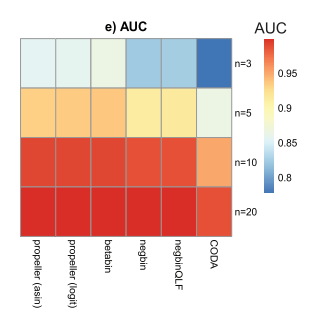 e) AUC
AUC
n=3
n=5
n=10
n=20
0.95
0.9
0.85
0.8
propeller (asin)
propeller (logit)
betabin
negbin
negbinQLF
CODA